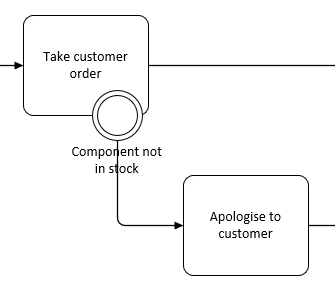 Take customer
order
Component not
in stock
Apologise to
customer